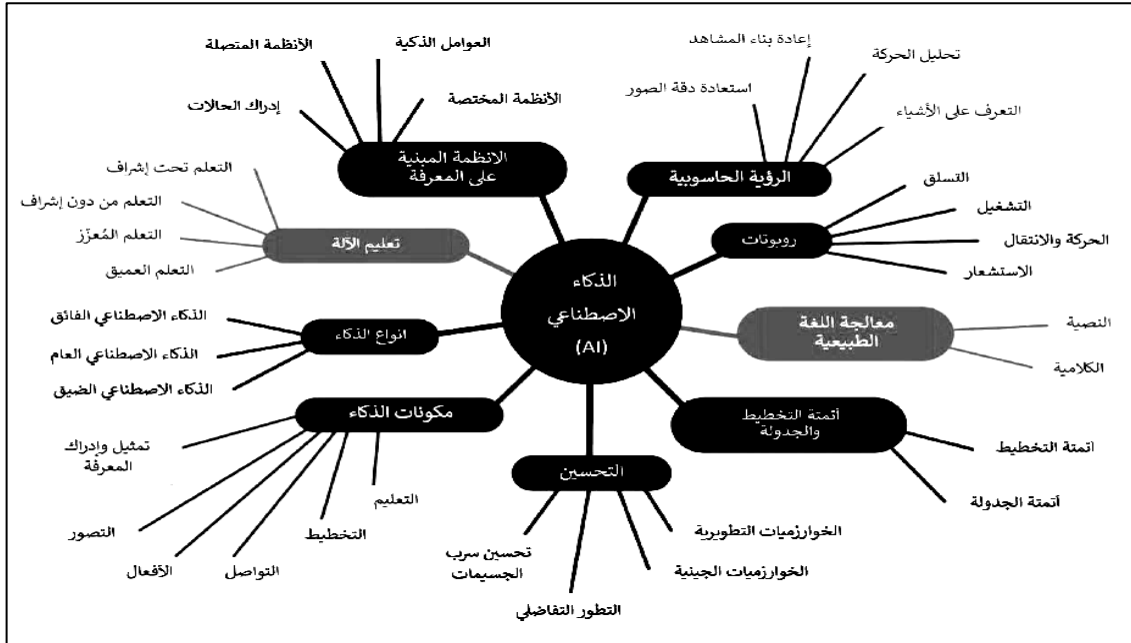 الذكاء
الاصطناعي
(AI)
الرؤية الحاسوبية
إعادة بناء المشاهد
تحليل الحركة
استعادة دقة الصور
التعرف على الأشياء
روبوتات
التسلق
التشغيل
الحركة والانتقال
الاستشعار
معالجة اللغة
الطبيعية
النصية
الكلامية
أتمتة التخطيط
والجدولة
اتمتة التخطيط
أتمتة الجدولة
التحسين
الخوارزميات التطويرية
الخوارزميات الجينية
التطور التفاضلي
تحسين سرب
الجسيمات
مكونات الذكاء
التعليم
التخطيط
التواصل
الأفعال
التصور
تمثيل وإدراك
المعرفة
انواع الذكاء
الذكاء الاصطناعي الفائق
الذكاء الاصطناعي العام
الذكاء الاصطناعي الضيق
تعليم الآلة
التعلم تحت إشراف
التعلم من دون إشراف
التعلم المُعزّز
التعلم العميق
الانظمة المبنية
على المعرفة
العوامل الذكية
الأنظمة المتصلة
الأنظمة المختصة
إدراك الحالات